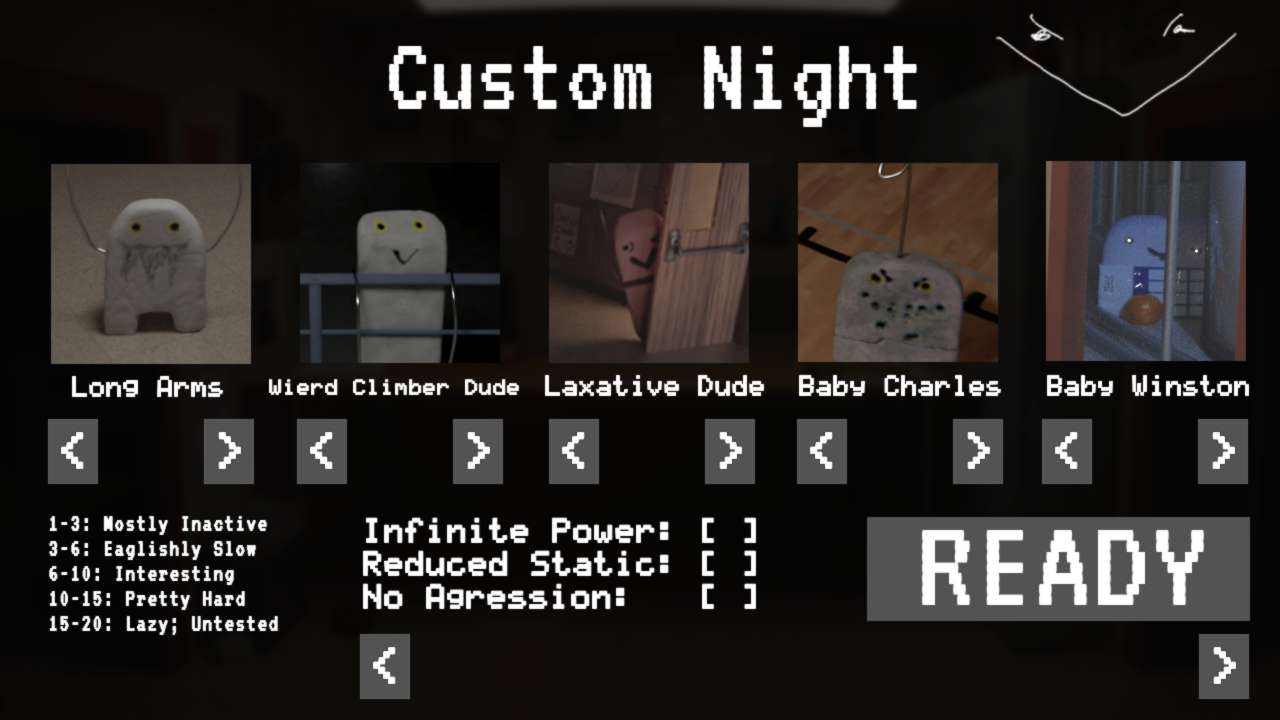 Custom Night
Long Arms
Wierd Climber Dude
Laxative Dude
Baby Charles
Baby Winston
< > < > < > < > < >
1-3: Mostly Inactive
3-6: Eaglishly Slow
6-10: Interesting
10-15: Pretty Hard
15-20: Lazy; Untested
Infinite Power: [ ]
Reduced Static: [ ]
No Agression: [ ]
READY
< >